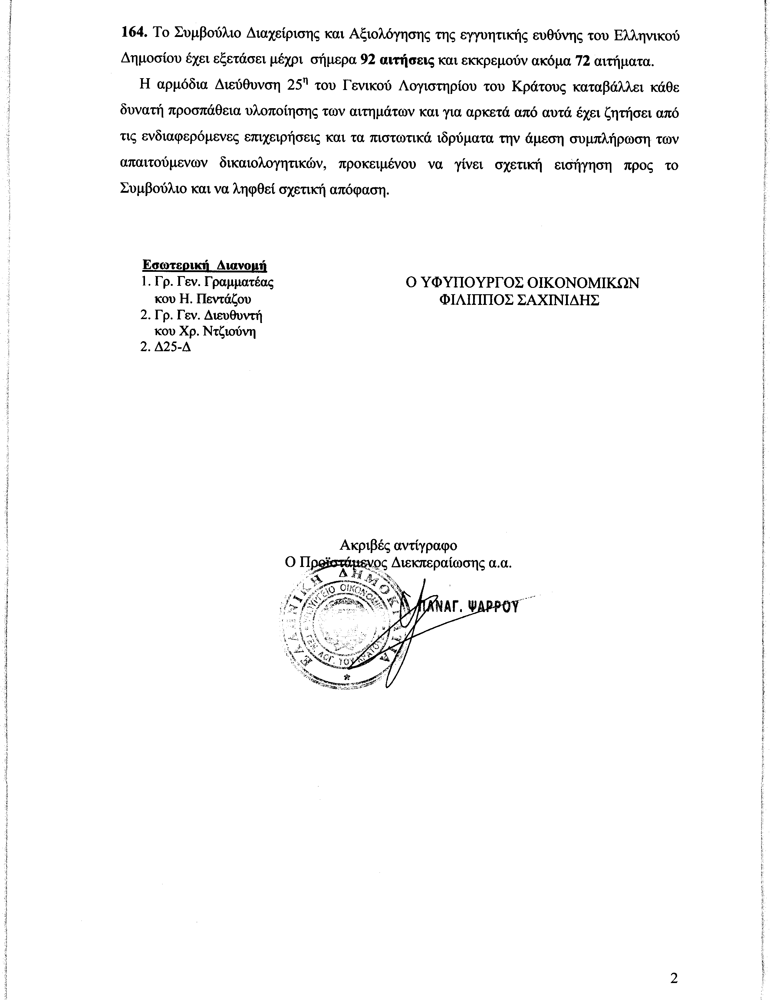 164. Το Συμβούλιο Διαχείρισης και Αξιολόγησης της εγγυητικής ευθύνης του Ελληνικού
Δημοσίου έχει εξετάσει μέχρι σήμερα 92 αιτήσεις και εκκρεμούν ακόμα 72 αιτήματα.
Η αρμόδια Διεύθυνση 25η του Γενικού Λογιστηρίου του Κράτους καταβάλλει κάθε
δυνατή προσπάθεια υλοποίησης των αιτημάτων και για αρκετά από αυτά έχει ζητήσει από
τις ενδιαφερόμενες επιχειρήσεις και τα πιστωτικά ιδρύματα την άμεση συμπλήρωση των
απαιτούμενων δικαιολογητικών, προκειμένου να γίνει σχετική εισήγηση προς το
Συμβούλιο και να ληφθεί σχετική απόφαση.
Εσωτερική Διανομή
1. Γρ. Γεν. Γραμματέας
κου Η. Πεντάζου
2. Γρ. Γεν. Διευθυντή
κου Χρ. Ντζιούνη
2. Δ25-Δ
Ο ΥΦΥΠΟΥΡΓΟΣ ΟΙΚΟΝΟΜΙΚΩΝ
ΦΙΛΙΠΠΟΣ ΣΑΧΙΝΙΔΗΣ
Ακριβές αντίγραφο
Ο Προϊστάμενος Διεκπεραίωσης α.α.
ΕΛΛΗΝΙΚΗ ΔΗΜΟΚΡΑΤΙΑ
ΥΠΟΥΡΓΕΙΟ ΟΙΚΟΝΟΜΙΚ
ΓΕΝ. ΛΟΓ. ΤΟΥ ΚΡΑΤΟΥΣ
ΠΑΝΑΓ. ΨΑΡΡΟΥ
2